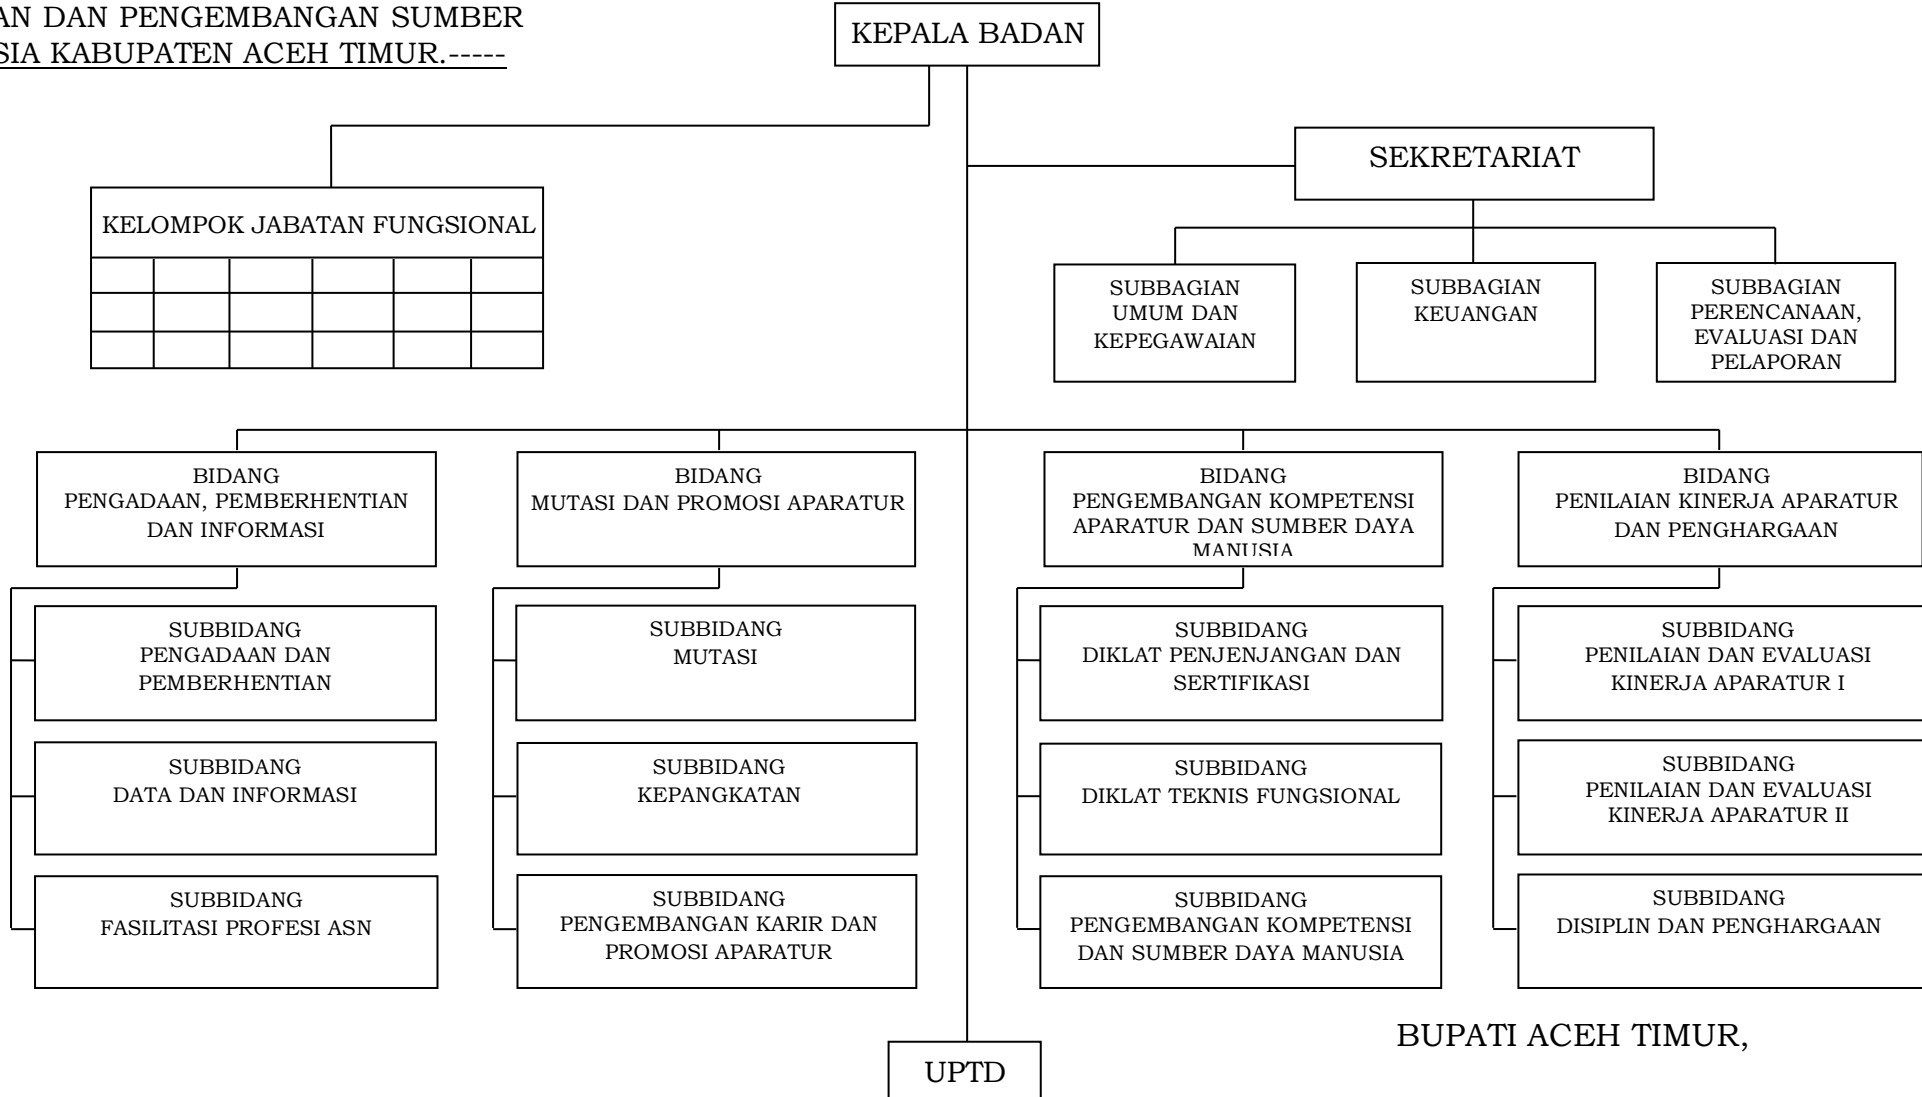 DAN PENGEMBANGAN SUMBER
KABUPATEN ACEH TIMUR.-----
KEPALA BADAN
SEKRETARIAT
KELOMPOK JABATAN FUNGSIONAL
SUBBAGIAN
UMUM DAN
KEPEGAWAIAN
SUBBAGIAN
KEUANGAN
SUBBAGIAN
PERENCANAAN,
EVALUASI DAN
PELAPORAN
BIDANG
PENGADAAN, PEMBERHENTIAN
DAN INFORMASI
BIDANG
MUTASI DAN PROMOSI APARATUR
BIDANG
PENGEMBANGAN KOMPETENSI
APARATUR DAN SUMBER DAYA
MANUSIA
BIDANG
PENILAIAN KINERJA APARATUR
DAN PENGHARGAAN
SUBBIDANG
PENGADAAN DAN
PEMBERHENTIAN
SUBBIDANG
MUTASI
SUBBIDANG
DIKLAT PENJENJANGAN DAN
SERTIFIKASI
SUBBIDANG
PENILAIAN DAN EVALUASI
KINERJA APARATUR I
SUBBIDANG
DATA DAN INFORMASI
SUBBIDANG
KEPANGKATAN
SUBBIDANG
DIKLAT TEKNIS FUNGSIONAL
SUBBIDANG
PENILAIAN DAN EVALUASI
KINERJA APARATUR II
SUBBIDANG
FASILITASI PROFESI ASN
SUBBIDANG
PENGEMBANGAN KARIR DAN
PROMOSI APARATUR
SUBBIDANG
PENGEMBANGAN KOMPETENSI
DAN SUMBER DAYA MANUSIA
SUBBIDANG
DISIPLIN DAN PENGHARGAAN
BUPATI ACEH TIMUR,
UPTD